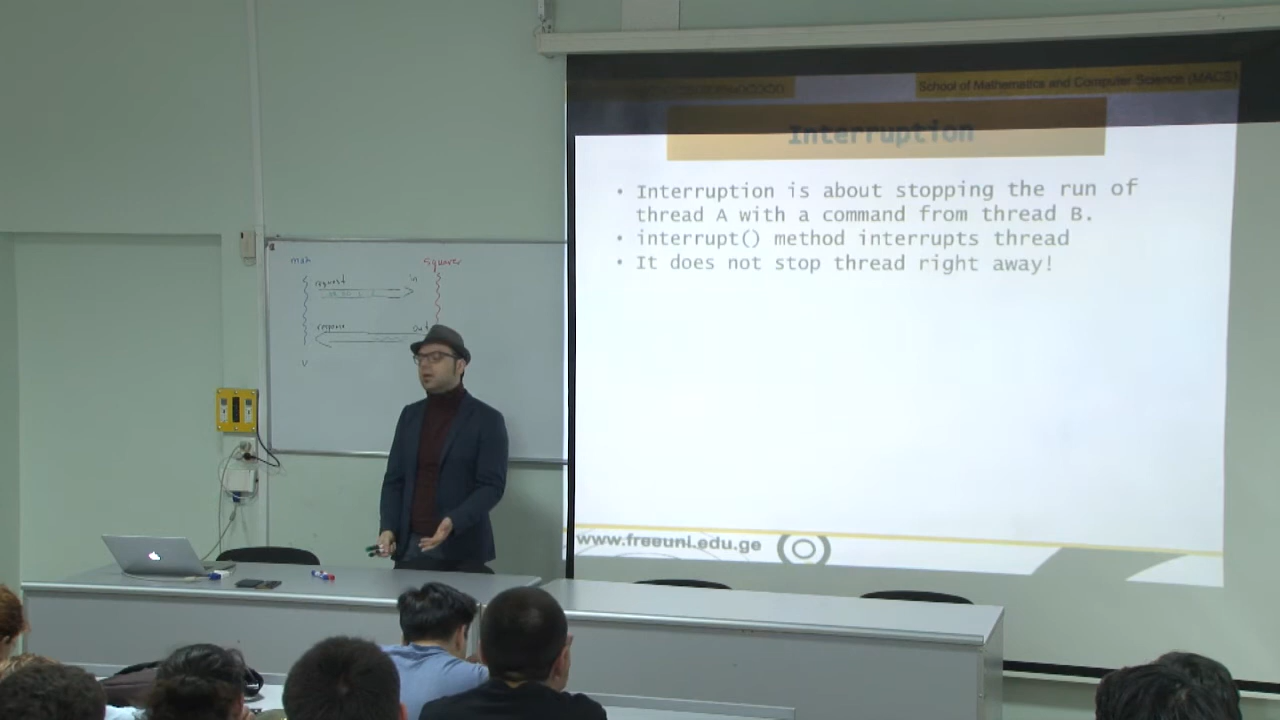 School of Mathematics and Computer Science (MACS)
Interruption
• Interruption is about stopping the run of
thread A with a command from thread B.
• interrupt() method interrupts thread
• It does not stop thread right away!
www.freeuni.edu.ge
main
squarer
request
in
out